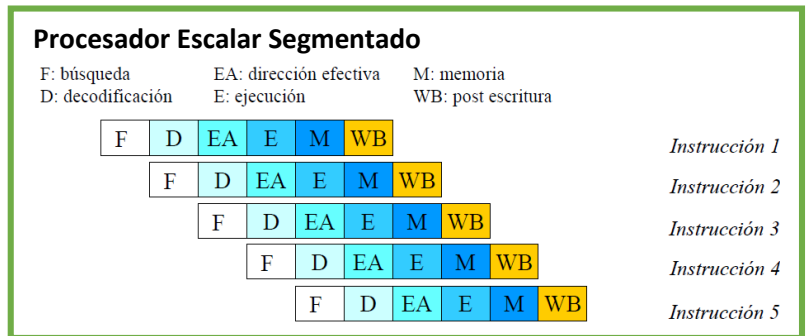 Procesador Escalar Segmentado
F: búsqueda EA: dirección efectiva M: memoria
D: decodificación E: ejecución WB: post escritura
F D EA E M WB Instrucción 1
F D EA E M WB Instrucción 2
F D EA E M WB Instrucción 3
F D EA E M WB Instrucción 4
F D EA E M WB Instrucción 5